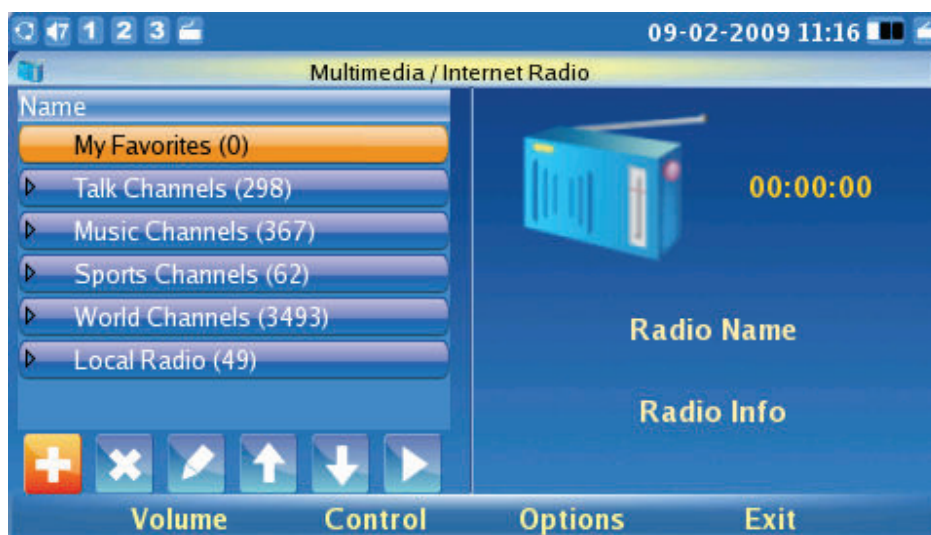 47 1 2 3 09-02-2009 11:16
Multimedia / Internet Radio
Name
My Favorites (0)
Talk Channels (298)
Music Channels (367)
Sports Channels (62)
World Channels (3493)
Local Radio (49)
00:00:00
Radio Name
Radio Info
Volume Control Options Exit